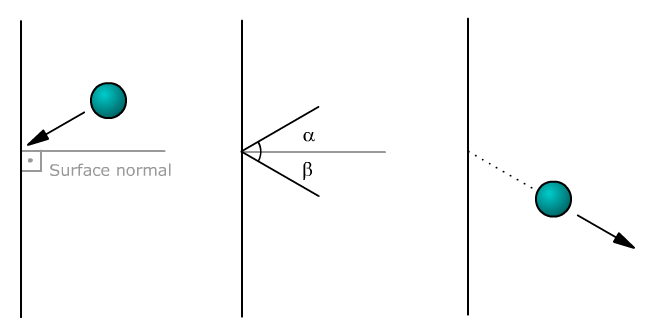 Surface normal
α
β